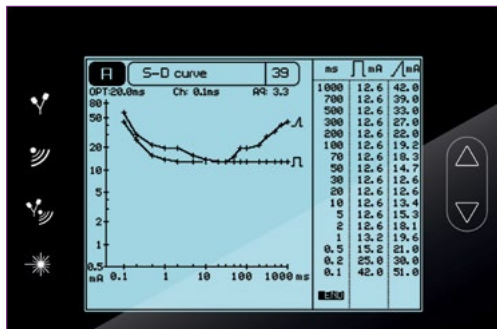 A S-D curve 39
OPT:20.0ms Ch: 0.1ms AQ: 3.3
80
50
20
10
5
2
1
0.5
mA 0.1 1 10 100 1000 ms
ms mA mA
1000 12.6 42.0
700 12.6 39.0
500 12.6 33.0
300 12.6 27.0
200 12.6 22.0
100 12.6 19.2
70 12.6 18.3
50 12.6 14.7
30 12.6 12.6
20 12.6 12.6
10 12.6 13.4
5 12.6 15.3
2 12.6 18.1
1 13.2 19.6
0.5 15.2 21.0
0.2 25.0 30.0
0.1 42.0 51.0
END